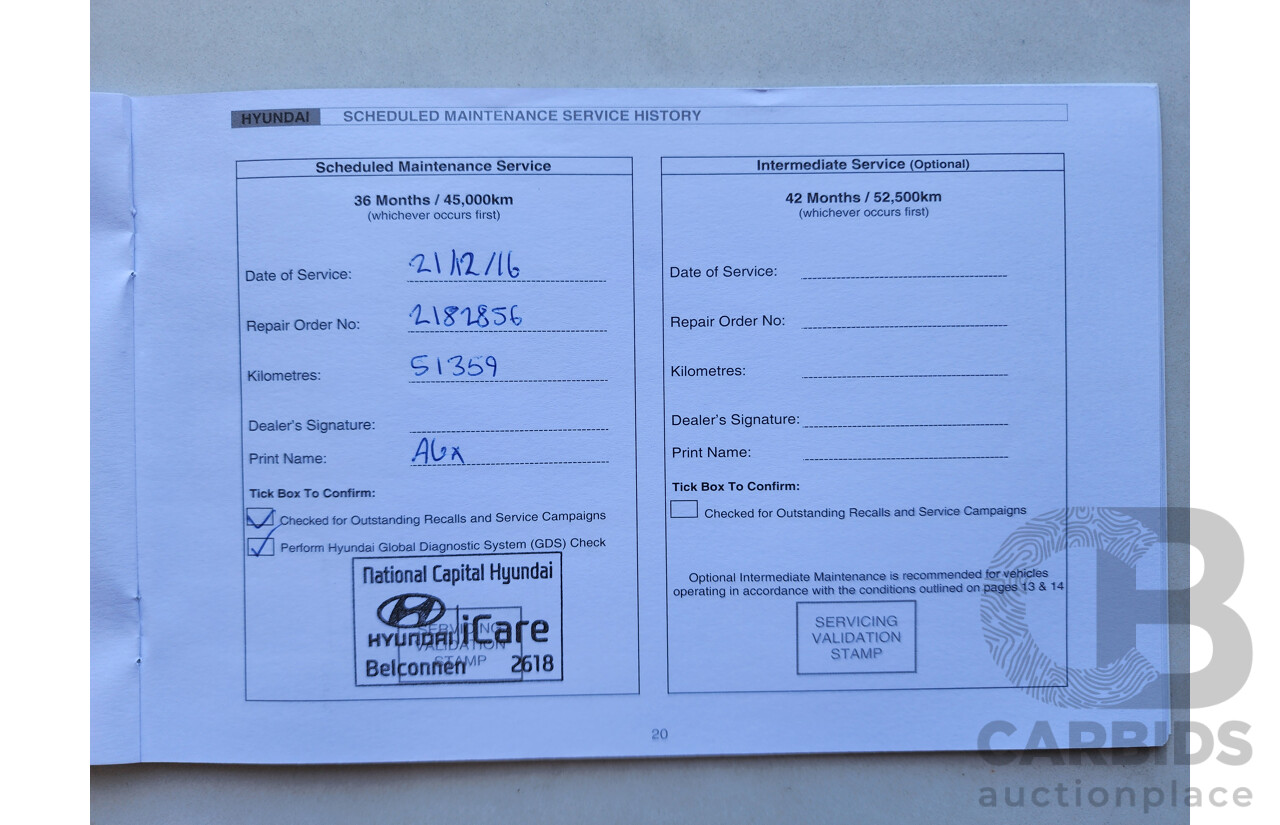 HYUNDAI SCHEDULED MAINTENANCE SERVICE HISTORY
Scheduled Maintenance Service
36 Months / 45,000km
(whichever occurs first)
Date of Service: 21/12/16
Repair Order No: 2182856
Kilometres: 51359
Dealer's Signature:
Print Name: Alex
Tick Box To Confirm:
Checked for Outstanding Recalls and Service Campaigns
Perform Hyundai Global Diagnostic System (GDS) Check
National Capital Hyundai
HYUNDAI iCare
Belconnen 2618
SERVICING
VALIDATION
STAMP
Intermediate Service (Optional)
42 Months / 52,500km
(whichever occurs first)
Date of Service:
Repair Order No:
Kilometres:
Dealer's Signature:
Print Name:
Tick Box To Confirm:
Checked for Outstanding Recalls and Service Campaigns
Optional Intermediate Maintenance is recommended for vehicles
operating in accordance with the conditions outlined on pages 13 & 14
SERVICING
VALIDATION
STAMP
20
CB
CARBIDS
auctionplace